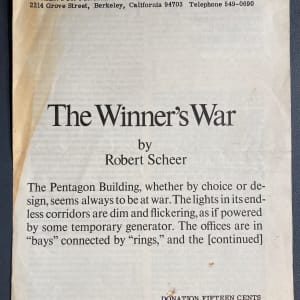 2214 Grove Street, Berkeley, California 94703 Telephone 549-0690
The Winner's War
by
Robert Scheer
The Pentagon Building, whether by choice or de-
sign, seems always to be at war. The lights in its end-
less corridors are dim and flickering, as if powered
by some temporary generator. The offices are in
"bays" connected by "rings," and the [continued]
DONATION FIFTEEN CENTS